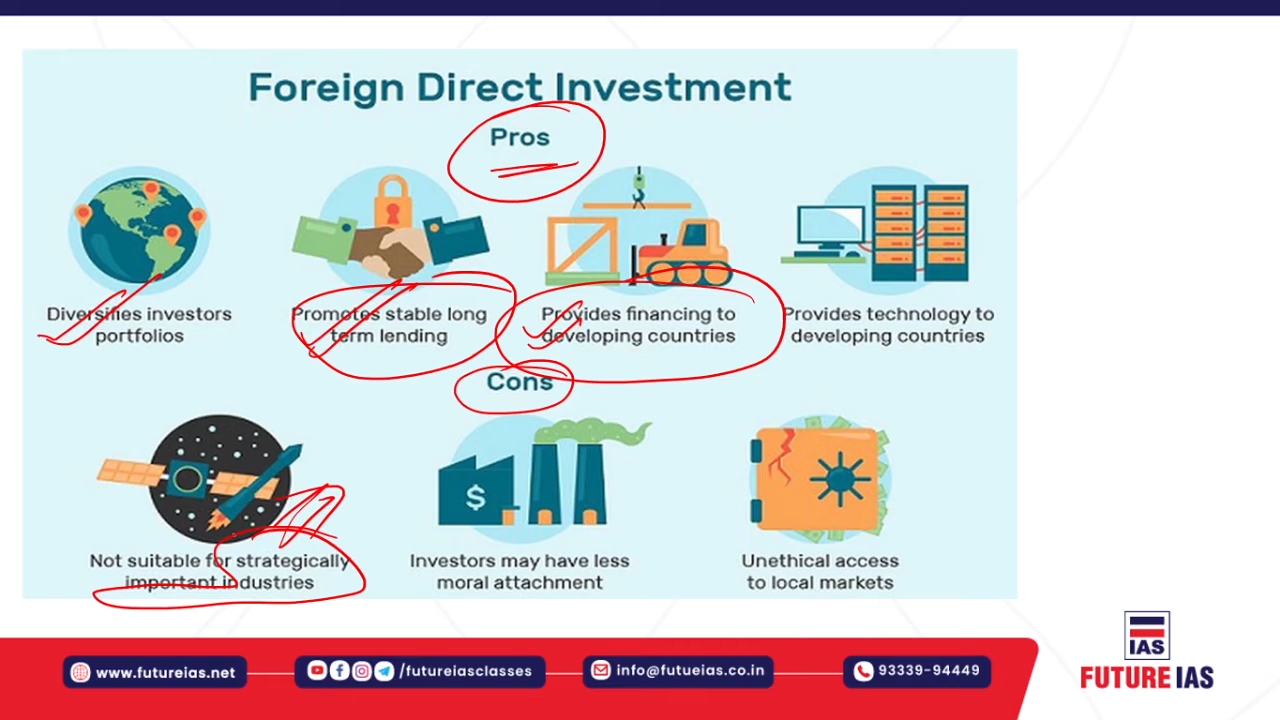 Foreign Direct Investment
Pros
Diversifies investors
portfolios
Promotes stable long
term lending
Provides financing to
developing countries
Provides technology to
developing countries
Cons
$
Not suitable for strategically
important industries
Investors may have less
moral attachment
Unethical access
to local markets
www.futureias.net
/futureiasclasses
info@futueias.co.in
93339-94449
IAS
FUTURE IAS